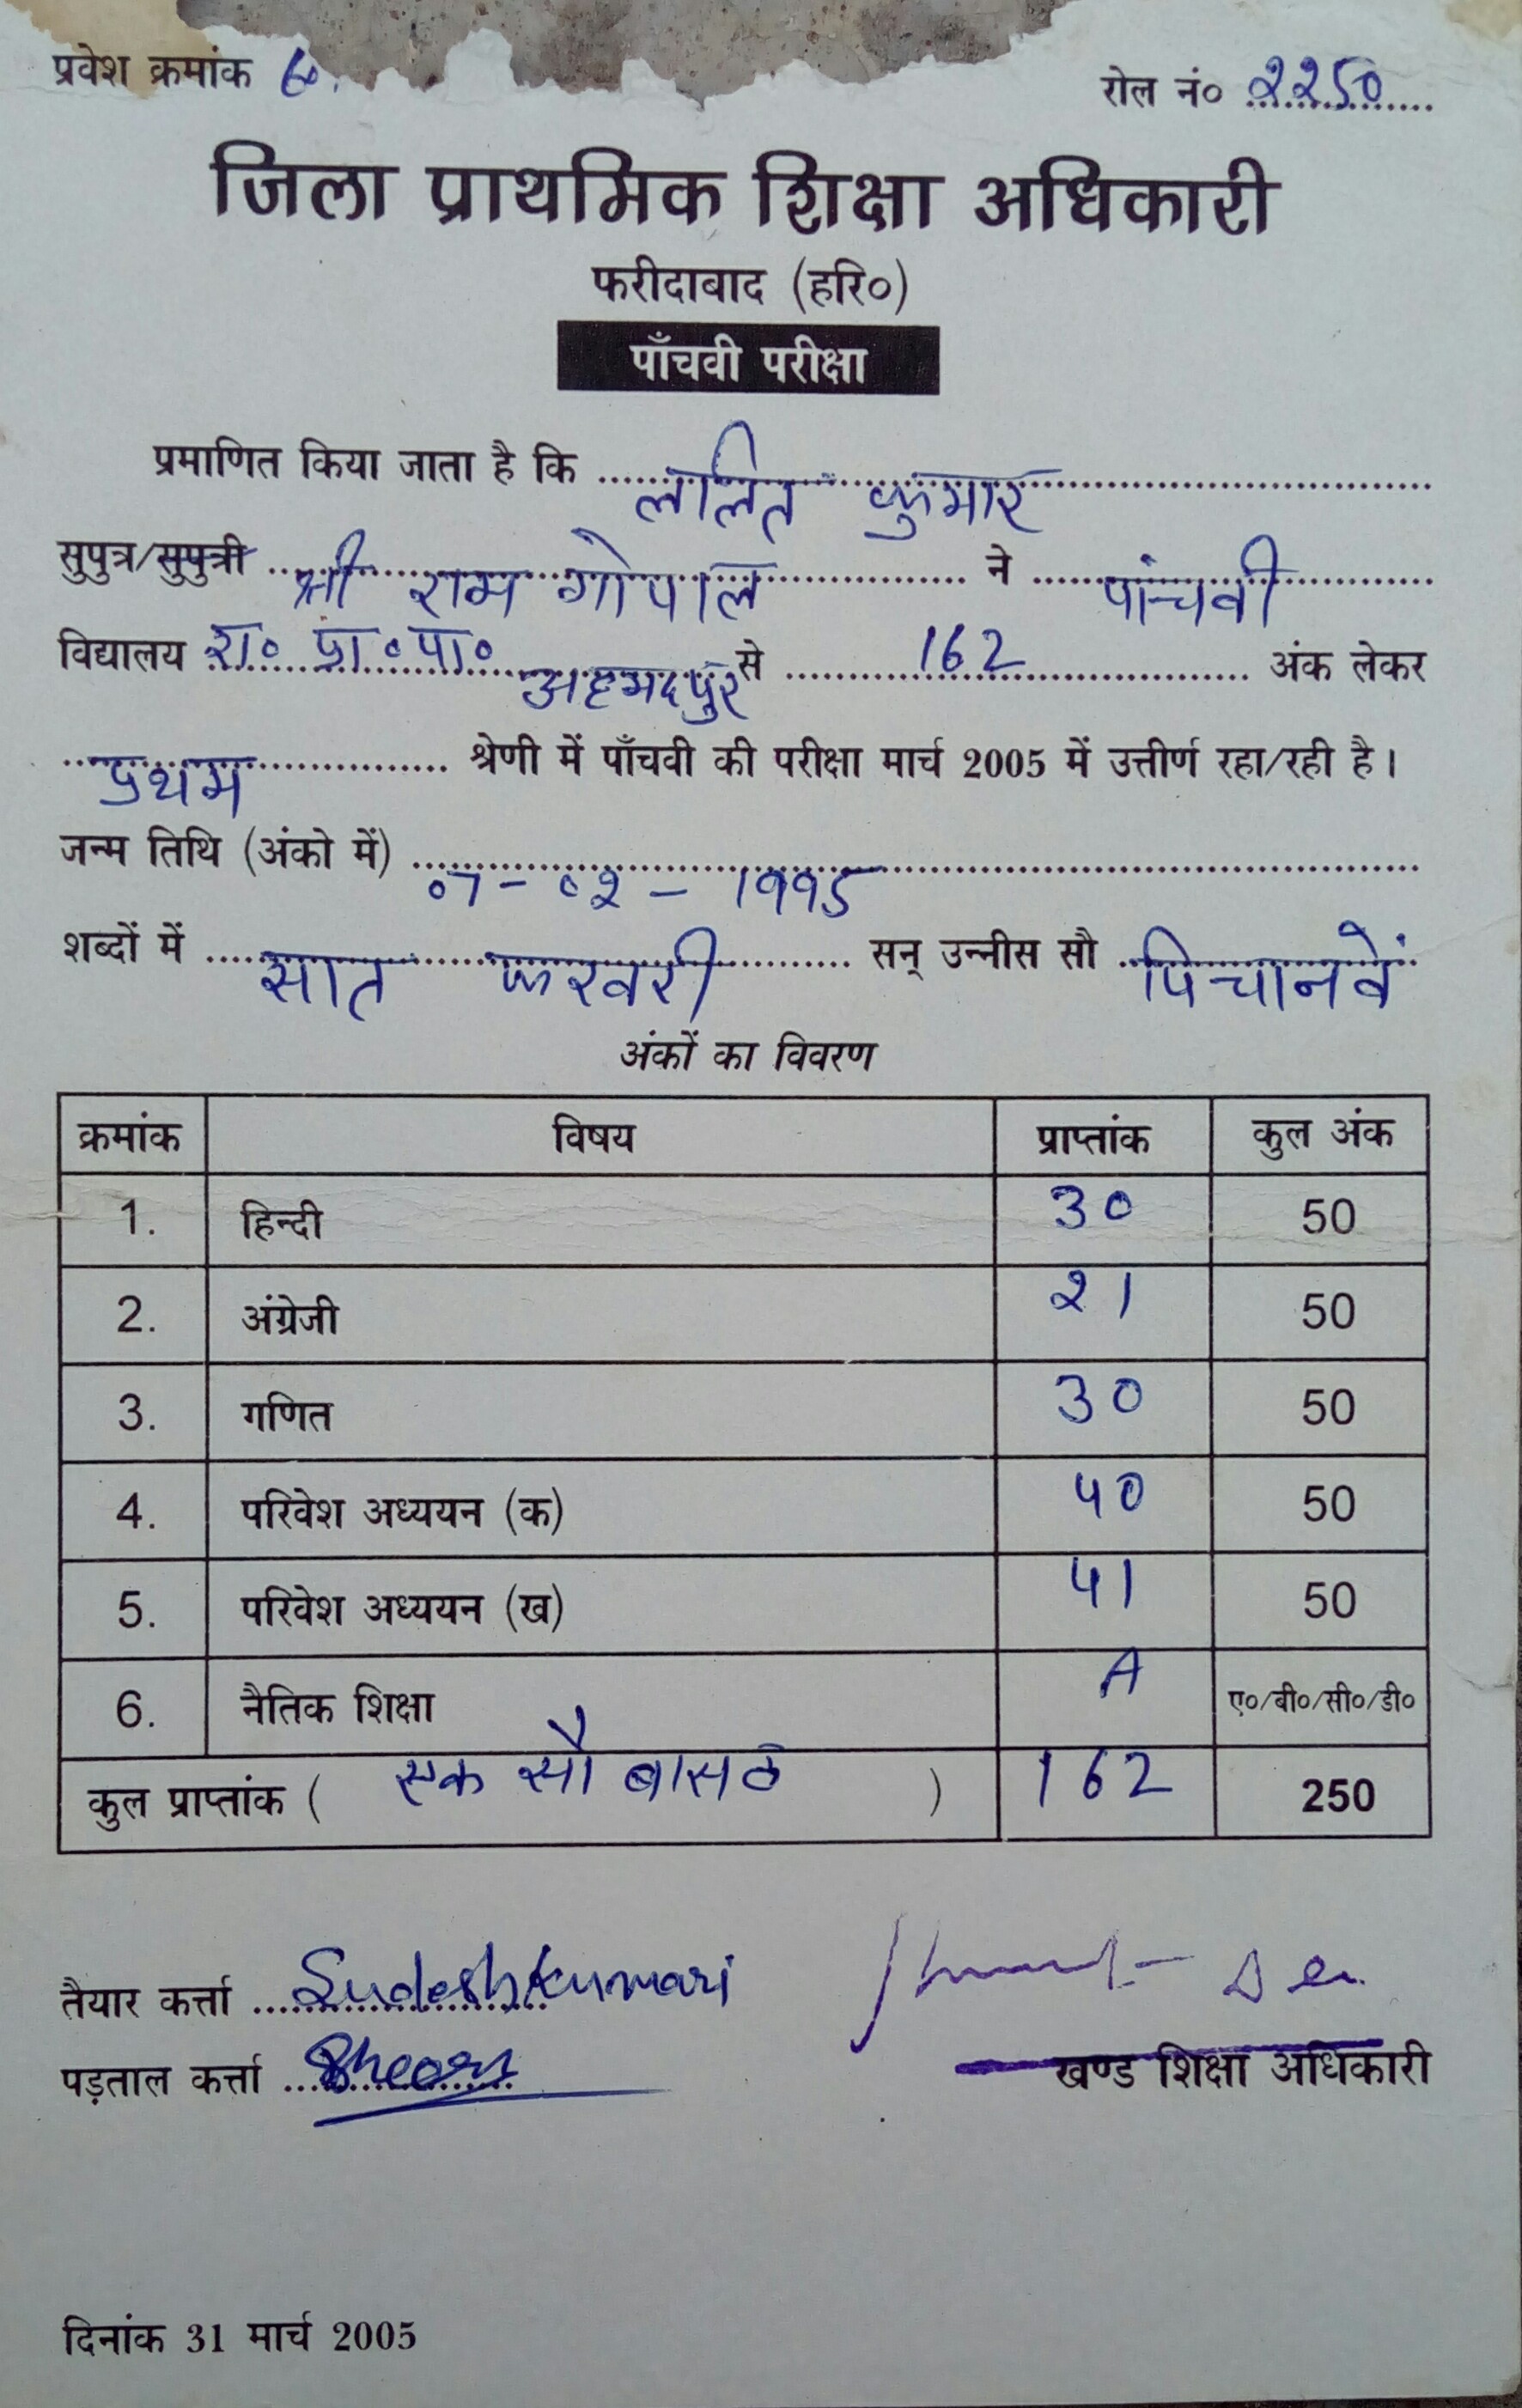 प्रवेश क्रमांक 60. रोल नं० 2250
जिला प्राथमिक शिक्षा अधिकारी
फरीदाबाद (हरि०)
पाँचवी परीक्षा
प्रमाणित किया जाता है कि ललित कुमार
सुपुत्र/सुपुत्री श्री राम गोपाल ने पांचवी
विद्यालय रा० प्रा० पा० अहमदपुर से 162 अंक लेकर
प्रथम श्रेणी में पाँचवी की परीक्षा मार्च 2005 में उत्तीर्ण रहा/रही है।
जन्म तिथि (अंको में) 07-02-1995
शब्दों में सात फरवरी सन् उन्नीस सौ पिचानवें
अंकों का विवरण
क्रमांक विषय प्राप्तांक कुल अंक
1. हिन्दी 30 50
2. अंग्रेजी 21 50
3. गणित 30 50
4. परिवेश अध्ययन (क) 40 50
5. परिवेश अध्ययन (ख) 41 50
6. नैतिक शिक्षा A ए०/बी०/सी०/डी०
कुल प्राप्तांक ( एक सौ बासठ ) 162 250
तैयार कर्त्ता Sudesh Kumari
पड़ताल कर्त्ता
खण्ड शिक्षा अधिकारी
दिनांक 31 मार्च 2005